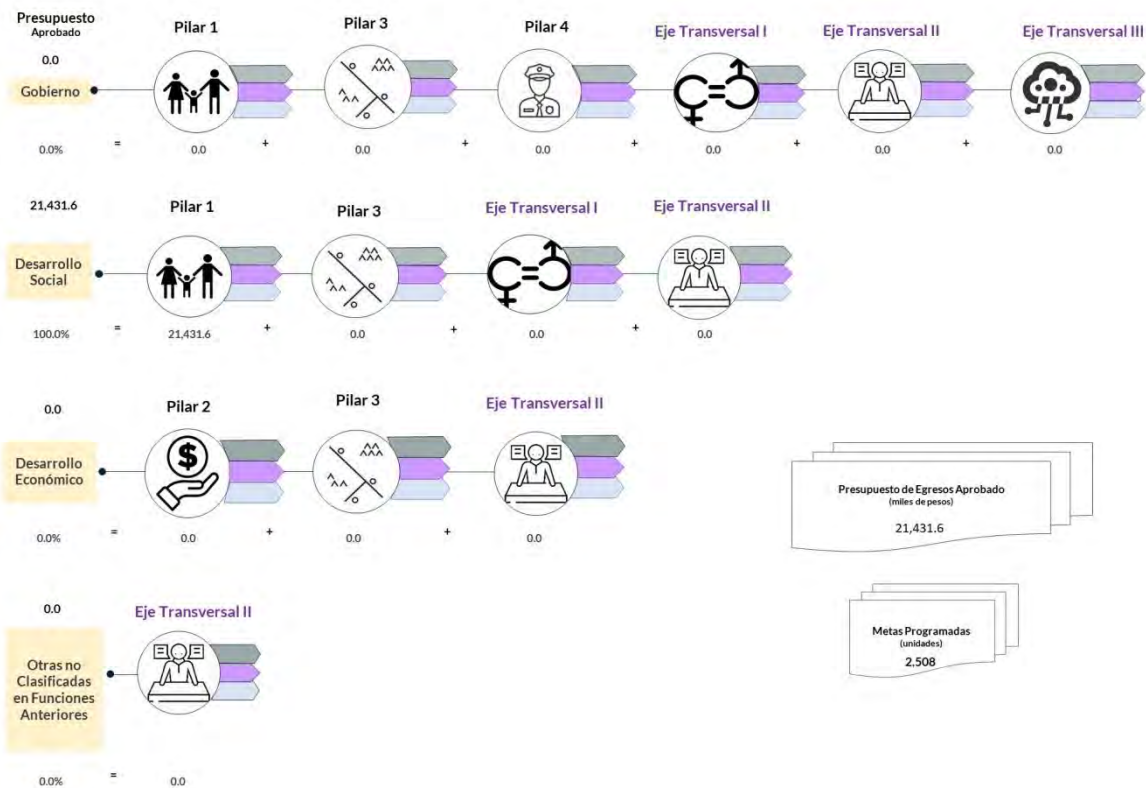 Presupuesto
Aprobado
Pilar 1
Pilar 3
Pilar 4
Eje Transversal I
Eje Transversal II
Eje Transversal III
0.0
Gobierno
0.0% = 0.0 + 0.0 + 0.0 + 0.0 + 0.0 + 0.0
21,431.6
Pilar 1
Pilar 3
Eje Transversal I
Eje Transversal II
Desarrollo
Social
100.0% = 21,431.6 + 0.0 + 0.0 + 0.0
0.0
Pilar 2
Pilar 3
Eje Transversal II
Desarrollo
Económico
$
0.0% = 0.0 + 0.0 + 0.0
Presupuesto de Egresos Aprobado
(miles de pesos)
21,431.6
0.0
Eje Transversal II
Otras no
Clasificadas
en Funciones
Anteriores
0.0% = 0.0
Metas Programadas
(unidades)
2.508